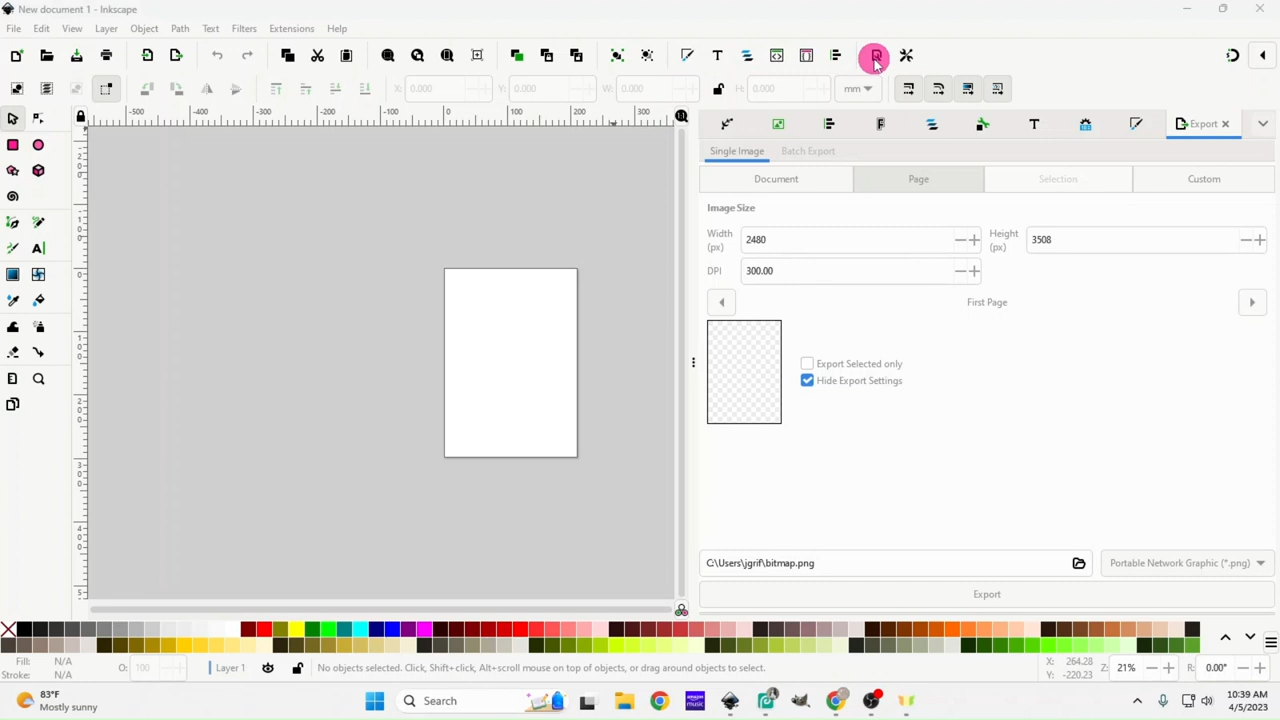 New document 1 - Inkscape
File Edit View Layer Object Path Text Filters Extensions Help
X: 0.000 Y: 0.000 W: 0.000 H: 0.000 mm
-500 -400 -300 -200 -100 0 100 200 300
Export
Single Image Batch Export
Document Page Selection Custom
Image Size
Width (px) 2480 Height (px) 3508
DPI 300.00
First Page
Export Selected only
Hide Export Settings
C:\Users\jgrif\bitmap.png Portable Network Graphic (*.png)
Export
Fill: N/A O: 100 Layer 1 No objects selected. Click, Shift+click, Alt+scroll mouse on top of objects, or drag around objects to select. X: 264.28 Z: 21% R: 0.00°
Stroke: N/A Y: -220.23
83°F
Mostly sunny
Search
amazon music
10:39 AM
4/5/2023